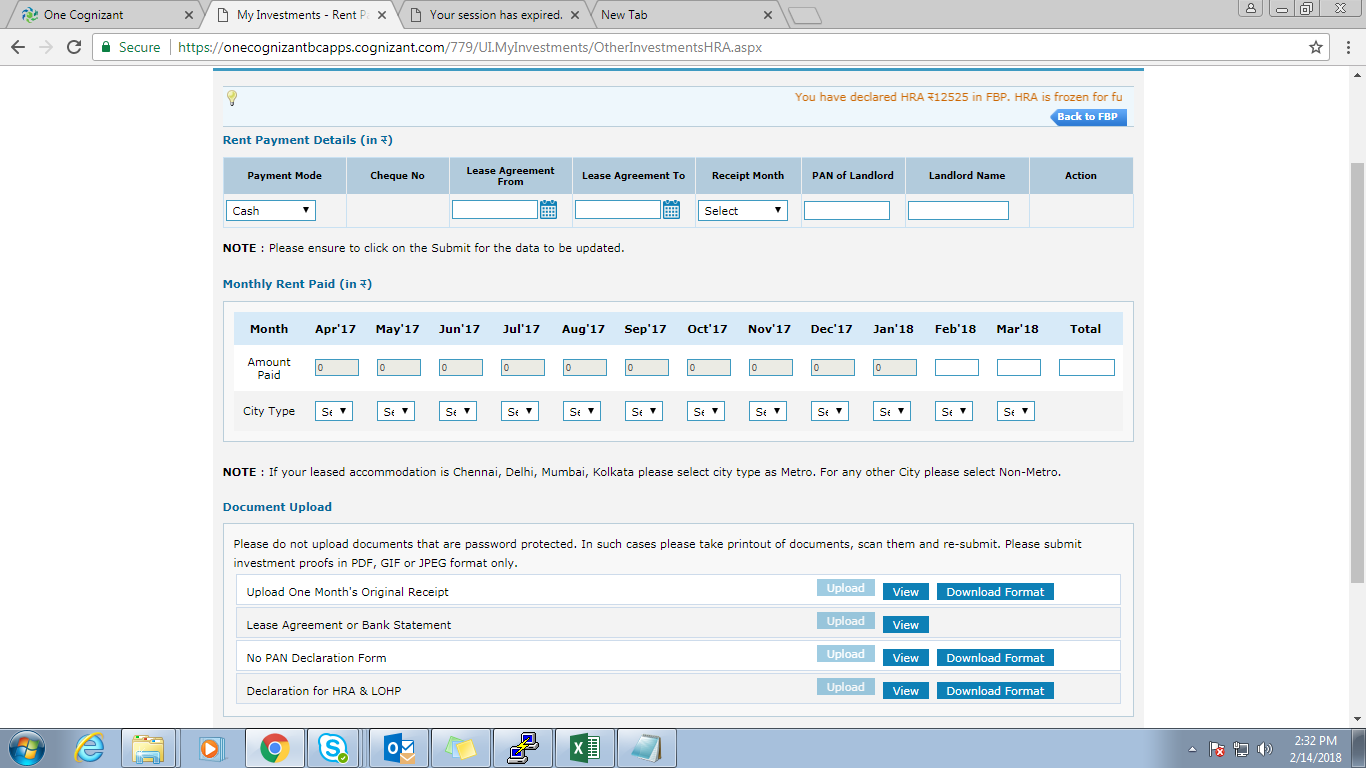 One Cognizant
My Investments - Rent P
Your session has expired.
New Tab
Secure
https://onecognizantbcapps.cognizant.com/779/UI.MyInvestments/OtherInvestmentsHRA.aspx
You have declared HRA ₹12525 in FBP. HRA is frozen for fu
Back to FBP
Rent Payment Details (in ₹)
Payment Mode Cheque No Lease Agreement From Lease Agreement To Receipt Month PAN of Landlord Landlord Name Action
Cash Select
NOTE : Please ensure to click on the Submit for the data to be updated.
Monthly Rent Paid (in ₹)
Month Apr'17 May'17 Jun'17 Jul'17 Aug'17 Sep'17 Oct'17 Nov'17 Dec'17 Jan'18 Feb'18 Mar'18 Total
Amount Paid 0 0 0 0 0 0 0 0 0 0
City Type Se Se Se Se Se Se Se Se Se Se Se Se
NOTE : If your leased accommodation is Chennai, Delhi, Mumbai, Kolkata please select city type as Metro. For any other City please select Non-Metro.
Document Upload
Please do not upload documents that are password protected. In such cases please take printout of documents, scan them and re-submit. Please submit
investment proofs in PDF, GIF or JPEG format only.
Upload One Month's Original Receipt Upload View Download Format
Lease Agreement or Bank Statement Upload View
No PAN Declaration Form Upload View Download Format
Declaration for HRA & LOHP Upload View Download Format
2:32 PM
2/14/2018